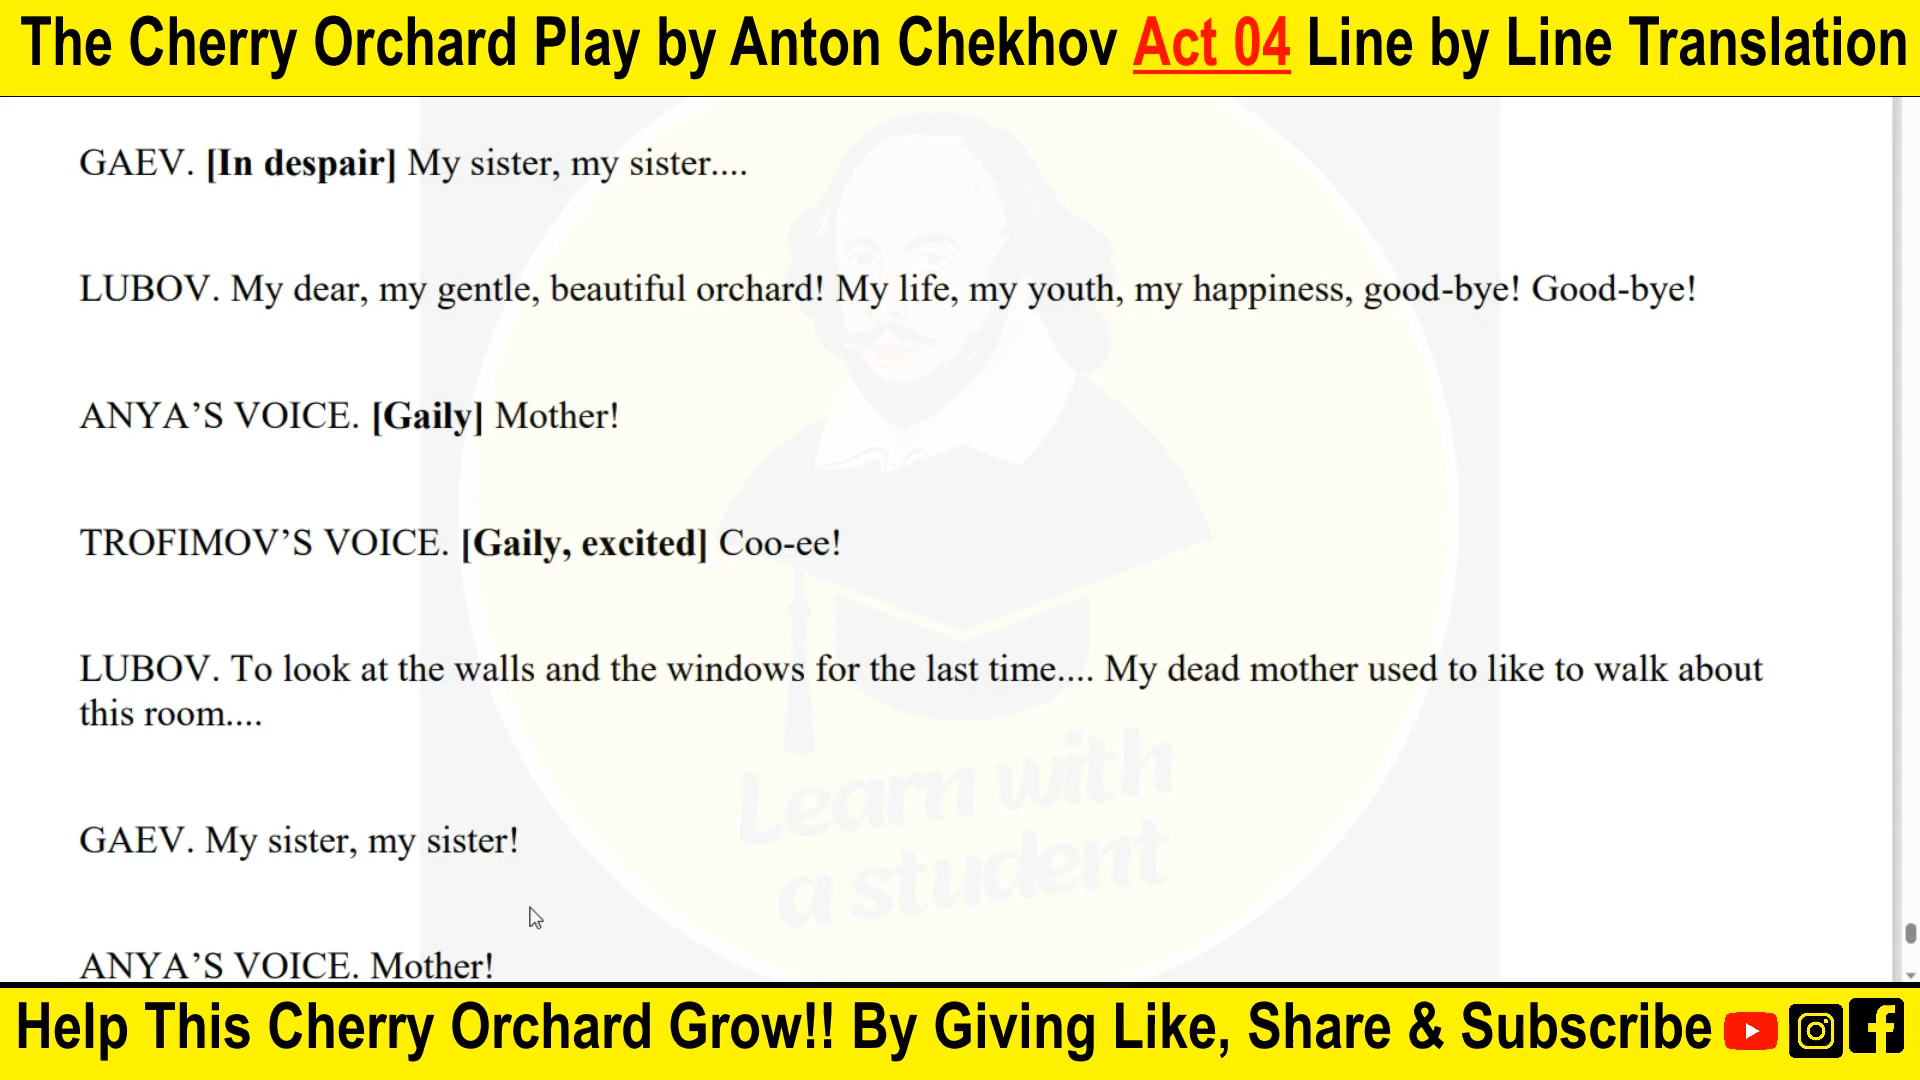 The Cherry Orchard Play by Anton Chekhov Act 04 Line by Line Translation
GAEV. [In despair] My sister, my sister....
LUBOV. My dear, my gentle, beautiful orchard! My life, my youth, my happiness, good-bye! Good-bye!
ANYA’S VOICE. [Gaily] Mother!
TROFIMOV’S VOICE. [Gaily, excited] Coo-ee!
LUBOV. To look at the walls and the windows for the last time.... My dead mother used to like to walk about
this room....
Learn with
a student
GAEV. My sister, my sister!
ANYA’S VOICE. Mother!
Help This Cherry Orchard Grow!! By Giving Like, Share & Subscribe